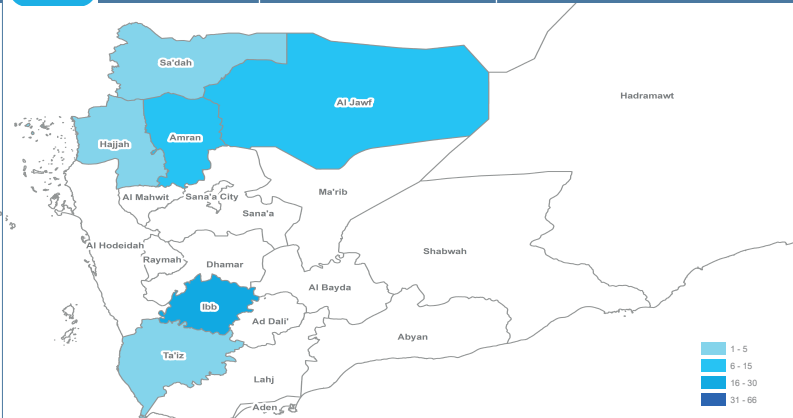 Sa'dah
Hadramawt
Al Jawf
Amran
Hajjah
Ma'rib
Al Mahwit
Sana'a City
Sana'a
Al Hodeidah
Shabwah
Raymah
Dhamar
Al Bayda
Ibb
Ad Dali'
Abyan
Ta'iz
Lahj
Aden
1 - 5
6 - 15
16 - 30
31 - 66